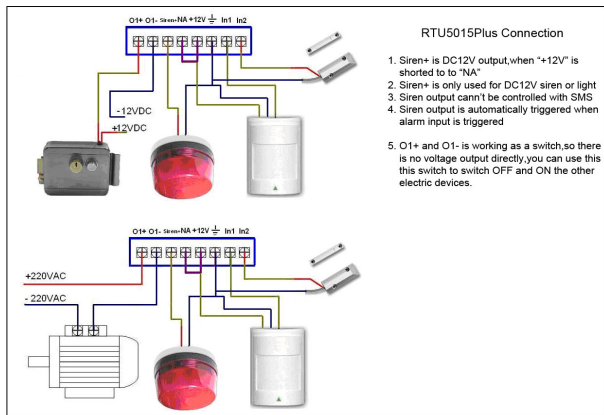 O1+ O1- Siren+ NA +12V ⏚ In1 In2
-12VDC
+12VDC
O1+ O1- Siren+ NA +12V ⏚ In1 In2
+220VAC
- 220VAC
RTU5015Plus Connection
1. Siren+ is DC12V output,when “+12V” is
shorted to to “NA”
2. Siren+ is only used for DC12V siren or light
3. Siren output cann’t be controlled with SMS
4. Siren output is automatically triggered when
alarm input is triggered
5. O1+ and O1- is working as a switch,so there
is no voltage output directly,you can use this
this switch to switch OFF and ON the other
electric devices.